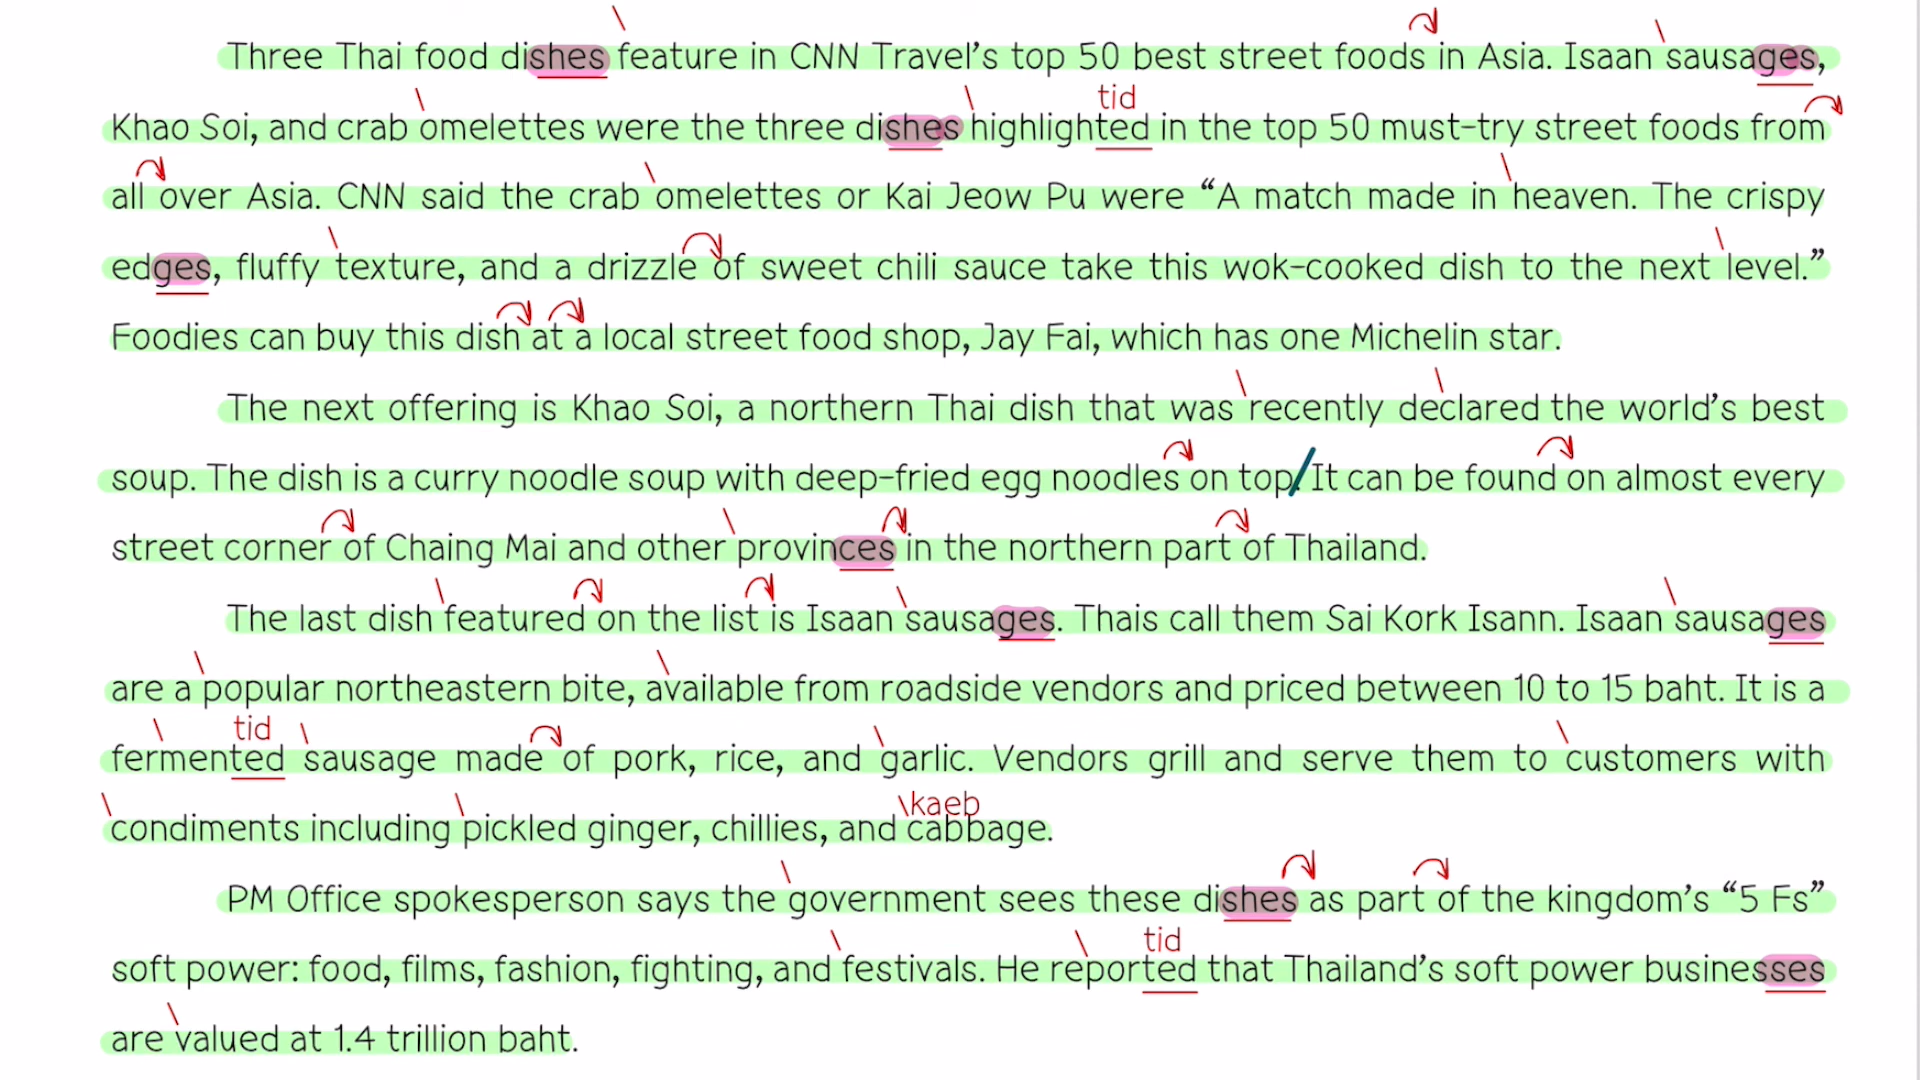 Three Thai food dishes feature in CNN Travel's top 50 best street foods in Asia. Isaan sausages,
tid
Khao Soi, and crab omelettes were the three dishes highlighted in the top 50 must-try street foods from
all over Asia. CNN said the crab omelettes or Kai Jeow Pu were “A match made in heaven. The crispy
edges, fluffy texture, and a drizzle of sweet chili sauce take this wok-cooked dish to the next level.”
Foodies can buy this dish at a local street food shop, Jay Fai, which has one Michelin star.
The next offering is Khao Soi, a northern Thai dish that was recently declared the world's best
soup. The dish is a curry noodle soup with deep-fried egg noodles on top. It can be found on almost every
street corner of Chaing Mai and other provinces in the northern part of Thailand.
The last dish featured on the list is Isaan sausages. Thais call them Sai Kork Isann. Isaan sausages
are a popular northeastern bite, available from roadside vendors and priced between 10 to 15 baht. It is a
tid
fermented sausage made of pork, rice, and garlic. Vendors grill and serve them to customers with
kaeb
condiments including pickled ginger, chillies, and cabbage.
PM Office spokesperson says the government sees these dishes as part of the kingdom's “5 Fs”
tid
soft power: food, films, fashion, fighting, and festivals. He reported that Thailand's soft power businesses
are valued at 1.4 trillion baht.